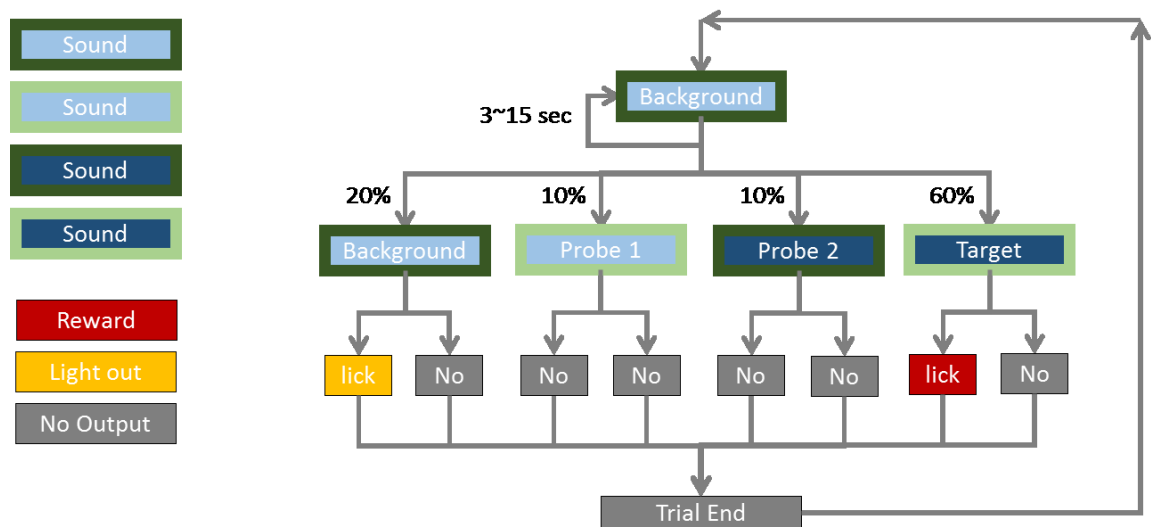 Sound
Sound
Sound
Sound
Reward
Light out
No Output
Background
3~15 sec
20%
10%
10%
60%
Background
Probe 1
Probe 2
Target
lick
No
No
No
No
No
lick
No
Trial End